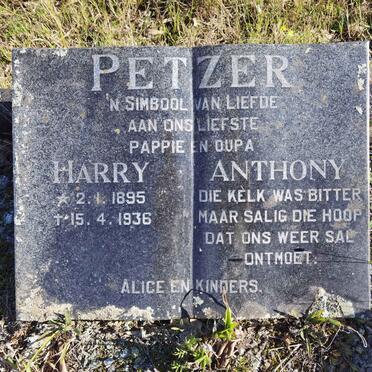 PETZER
'N SIMBOOL VAN LIEFDE
AAN ONS LIEFSTE
PAPPIE EN OUPA
HARRY ANTHONY
* 2.1.1895
† 15.4.1936
DIE KELK WAS BITTER
MAAR SALIG DIE HOOP
DAT ONS WEER SAL
ONTMOET.
ALICE EN KINDERS.